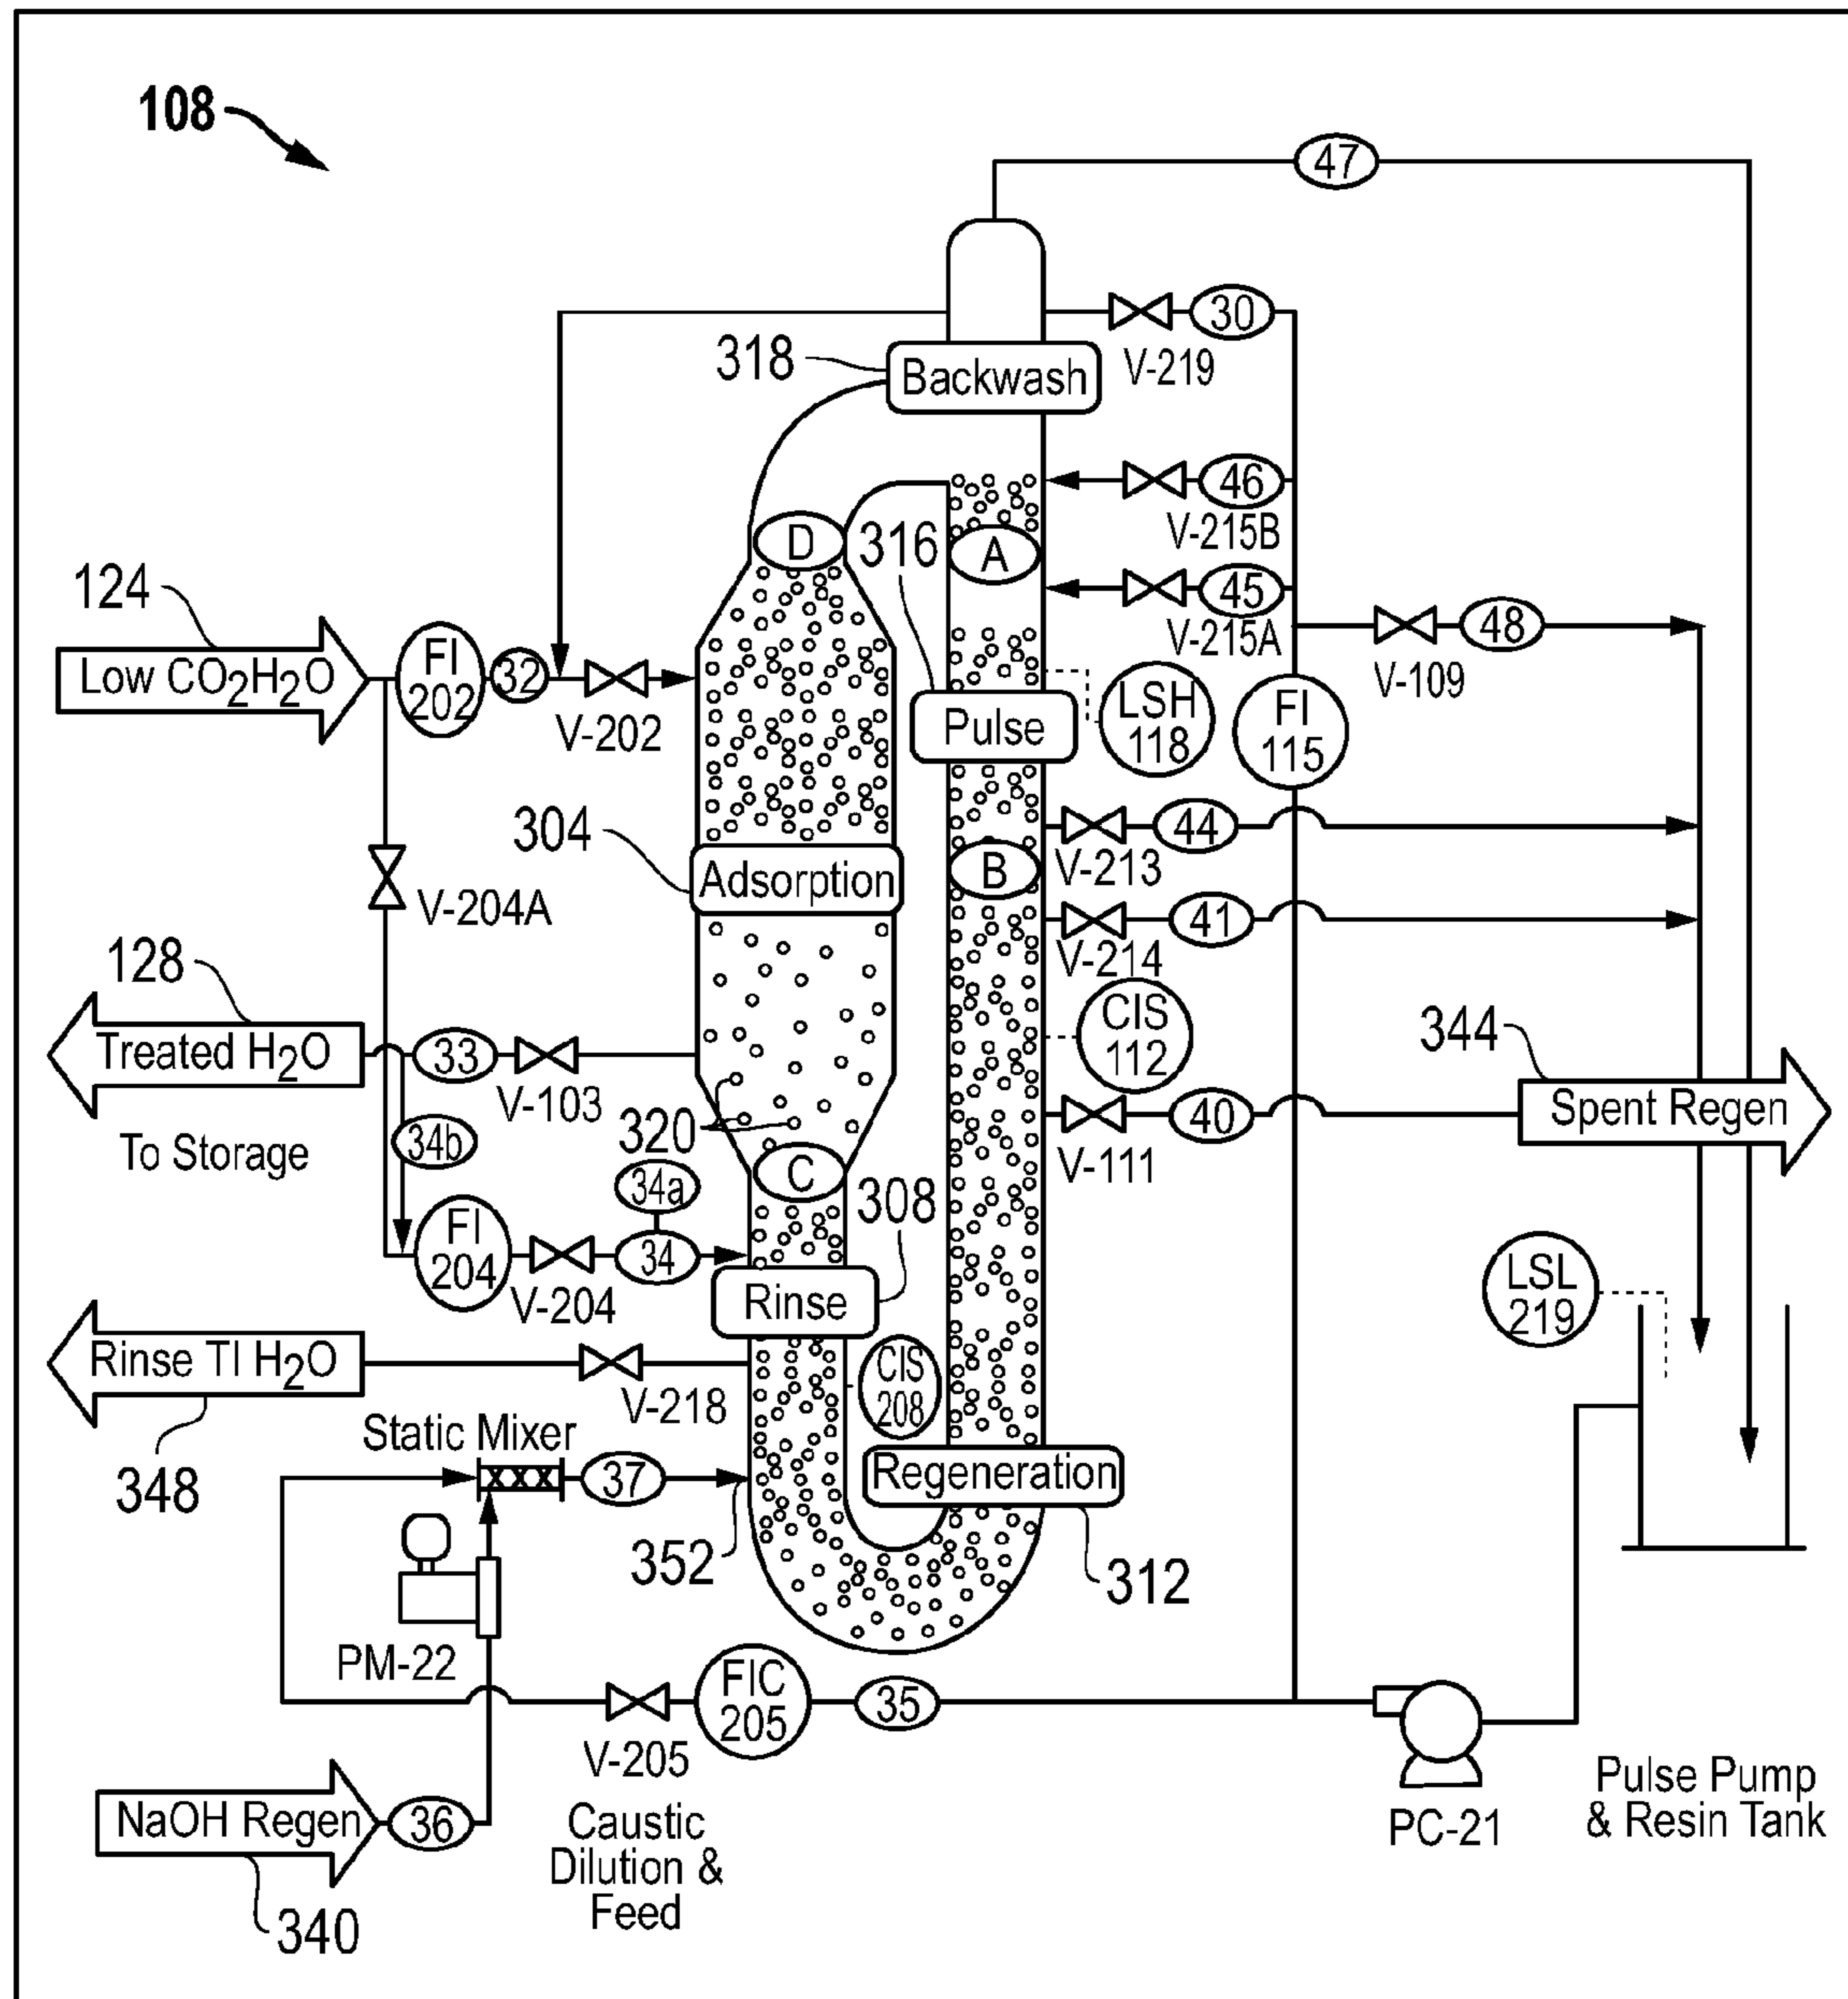 108
47
30
V-219
318
Backwash
46
V-215B
D
316
A
45
V-215A
124
Low CO₂H₂O
FI
202
32
V-202
48
V-109
Pulse
LSH
118
FI
115
304
Adsorption
V-204A
44
V-213
B
41
V-214
128
Treated H₂O
33
V-103
To Storage
CIS
112
344
Spent Regen
40
V-111
320
34b
34a
C
308
FI
204
V-204
34
Rinse
LSL
219
Rinse TI H₂O
V-218
CIS
208
348
Static Mixer
37
352
Regeneration
312
PM-22
FIC
205
35
V-205
NaOH Regen
36
340
Caustic
Dilution &
Feed
PC-21
Pulse Pump
& Resin Tank